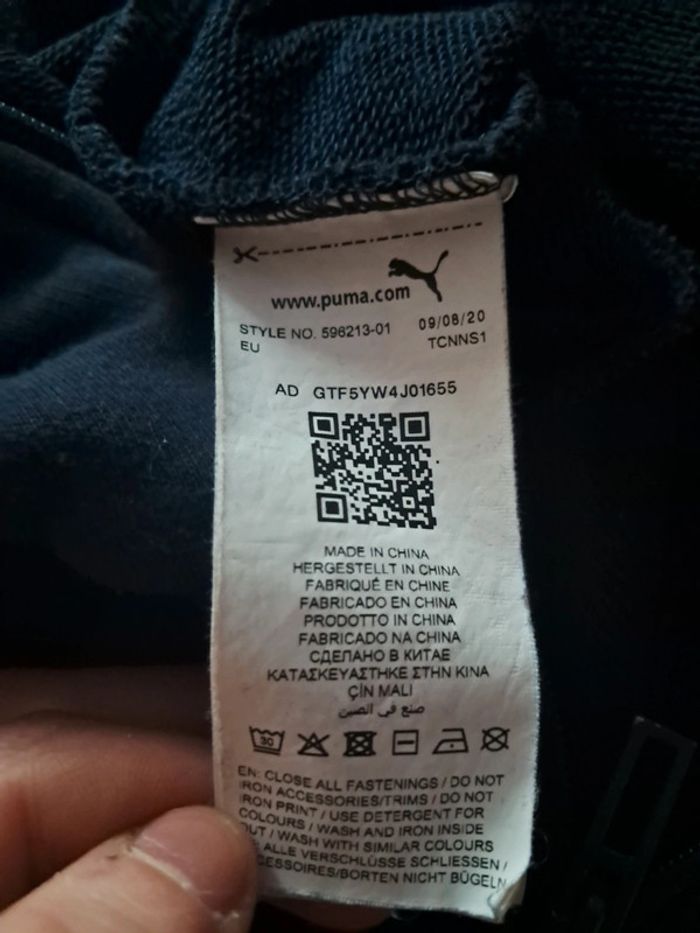 www.puma.com
STYLE NO. 596213-01 09/08/20
EU TCNNS1
AD GTF5YW4J01655
MADE IN CHINA
HERGESTELLT IN CHINA
FABRIQUÉ EN CHINE
FABRICADO EN CHINA
PRODOTTO IN CHINA
FABRICADO NA CHINA
СДЕЛАНО В КИТАЕ
ΚΑΤΑΣΚΕΥΑΣΤΗΚΕ ΣΤΗΝ ΚΙΝΑ
ÇİN MALI
صنع في الصين
30
EN: CLOSE ALL FASTENINGS / DO NOT
IRON ACCESSORIES/TRIMS / DO NOT
IRON PRINT / USE DETERGENT FOR
COLOURS / WASH AND IRON INSIDE
OUT / WASH WITH SIMILAR COLOURS
ALLE VERSCHLÜSSE SCHLIESSEN /
CESSOIRES/BORTEN NICHT BÜGELN